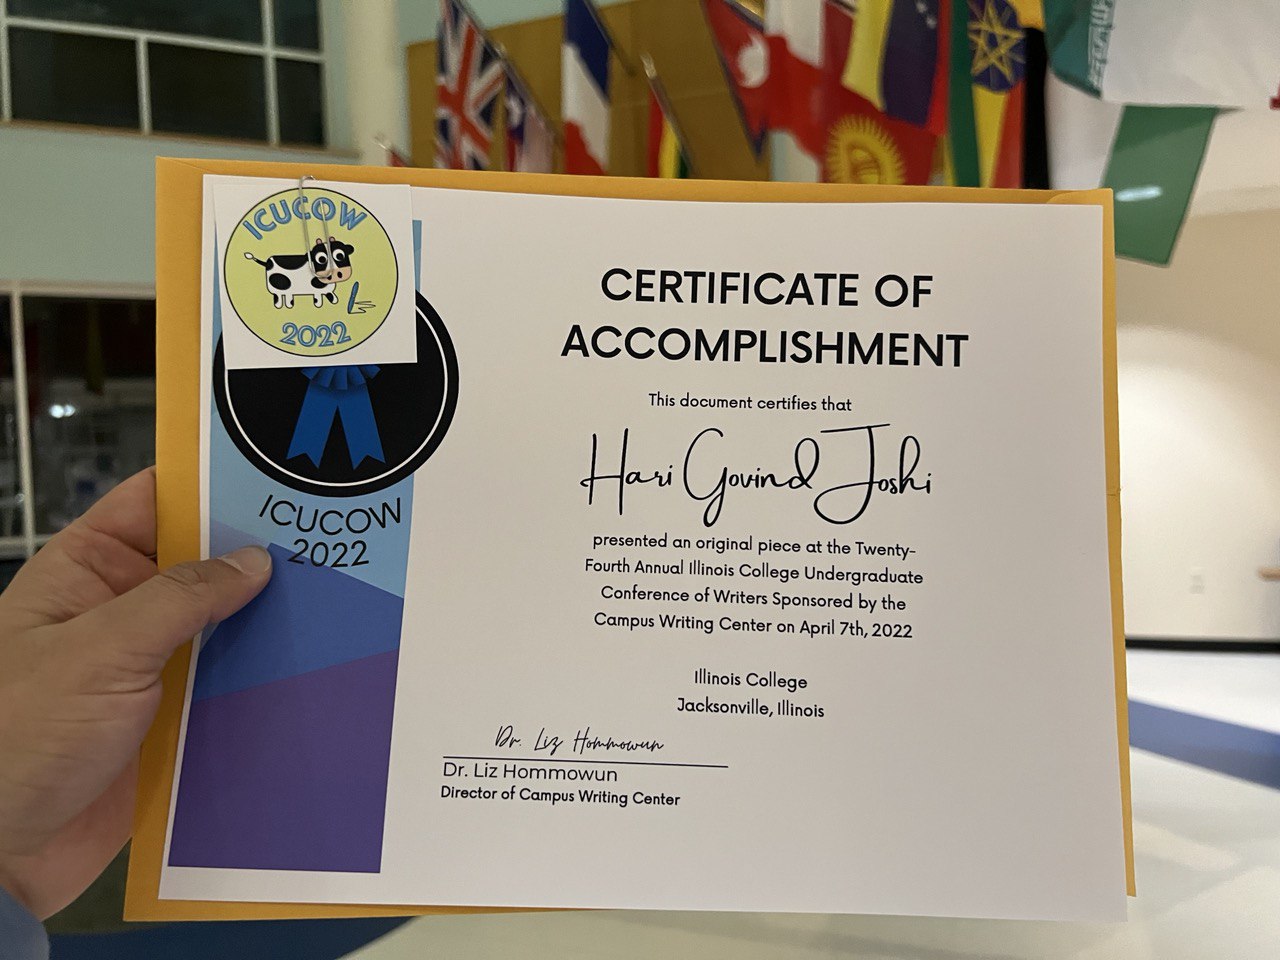 ICUCOW
2022
ICUCOW
2022
CERTIFICATE OF
ACCOMPLISHMENT
This document certifies that
Hari Govind Joshi
presented an original piece at the Twenty-
Fourth Annual Illinois College Undergraduate
Conference of Writers Sponsored by the
Campus Writing Center on April 7th, 2022
Illinois College
Jacksonville, Illinois
Dr. Liz Hommowun
Dr. Liz Hommowun
Director of Campus Writing Center